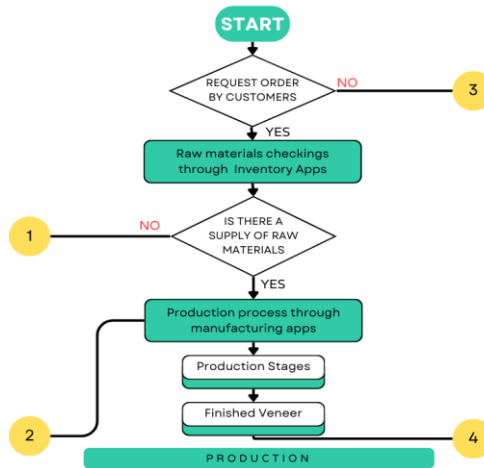 START
REQUEST ORDER
BY CUSTOMERS
NO
3
YES
Raw materials checkings
through Inventory Apps
NO
1
IS THERE A
SUPPLY OF RAW
MATERIALS
YES
Production process through
manufacturing apps
Production Stages
Finished Veneer
2
4
PRODUCTION